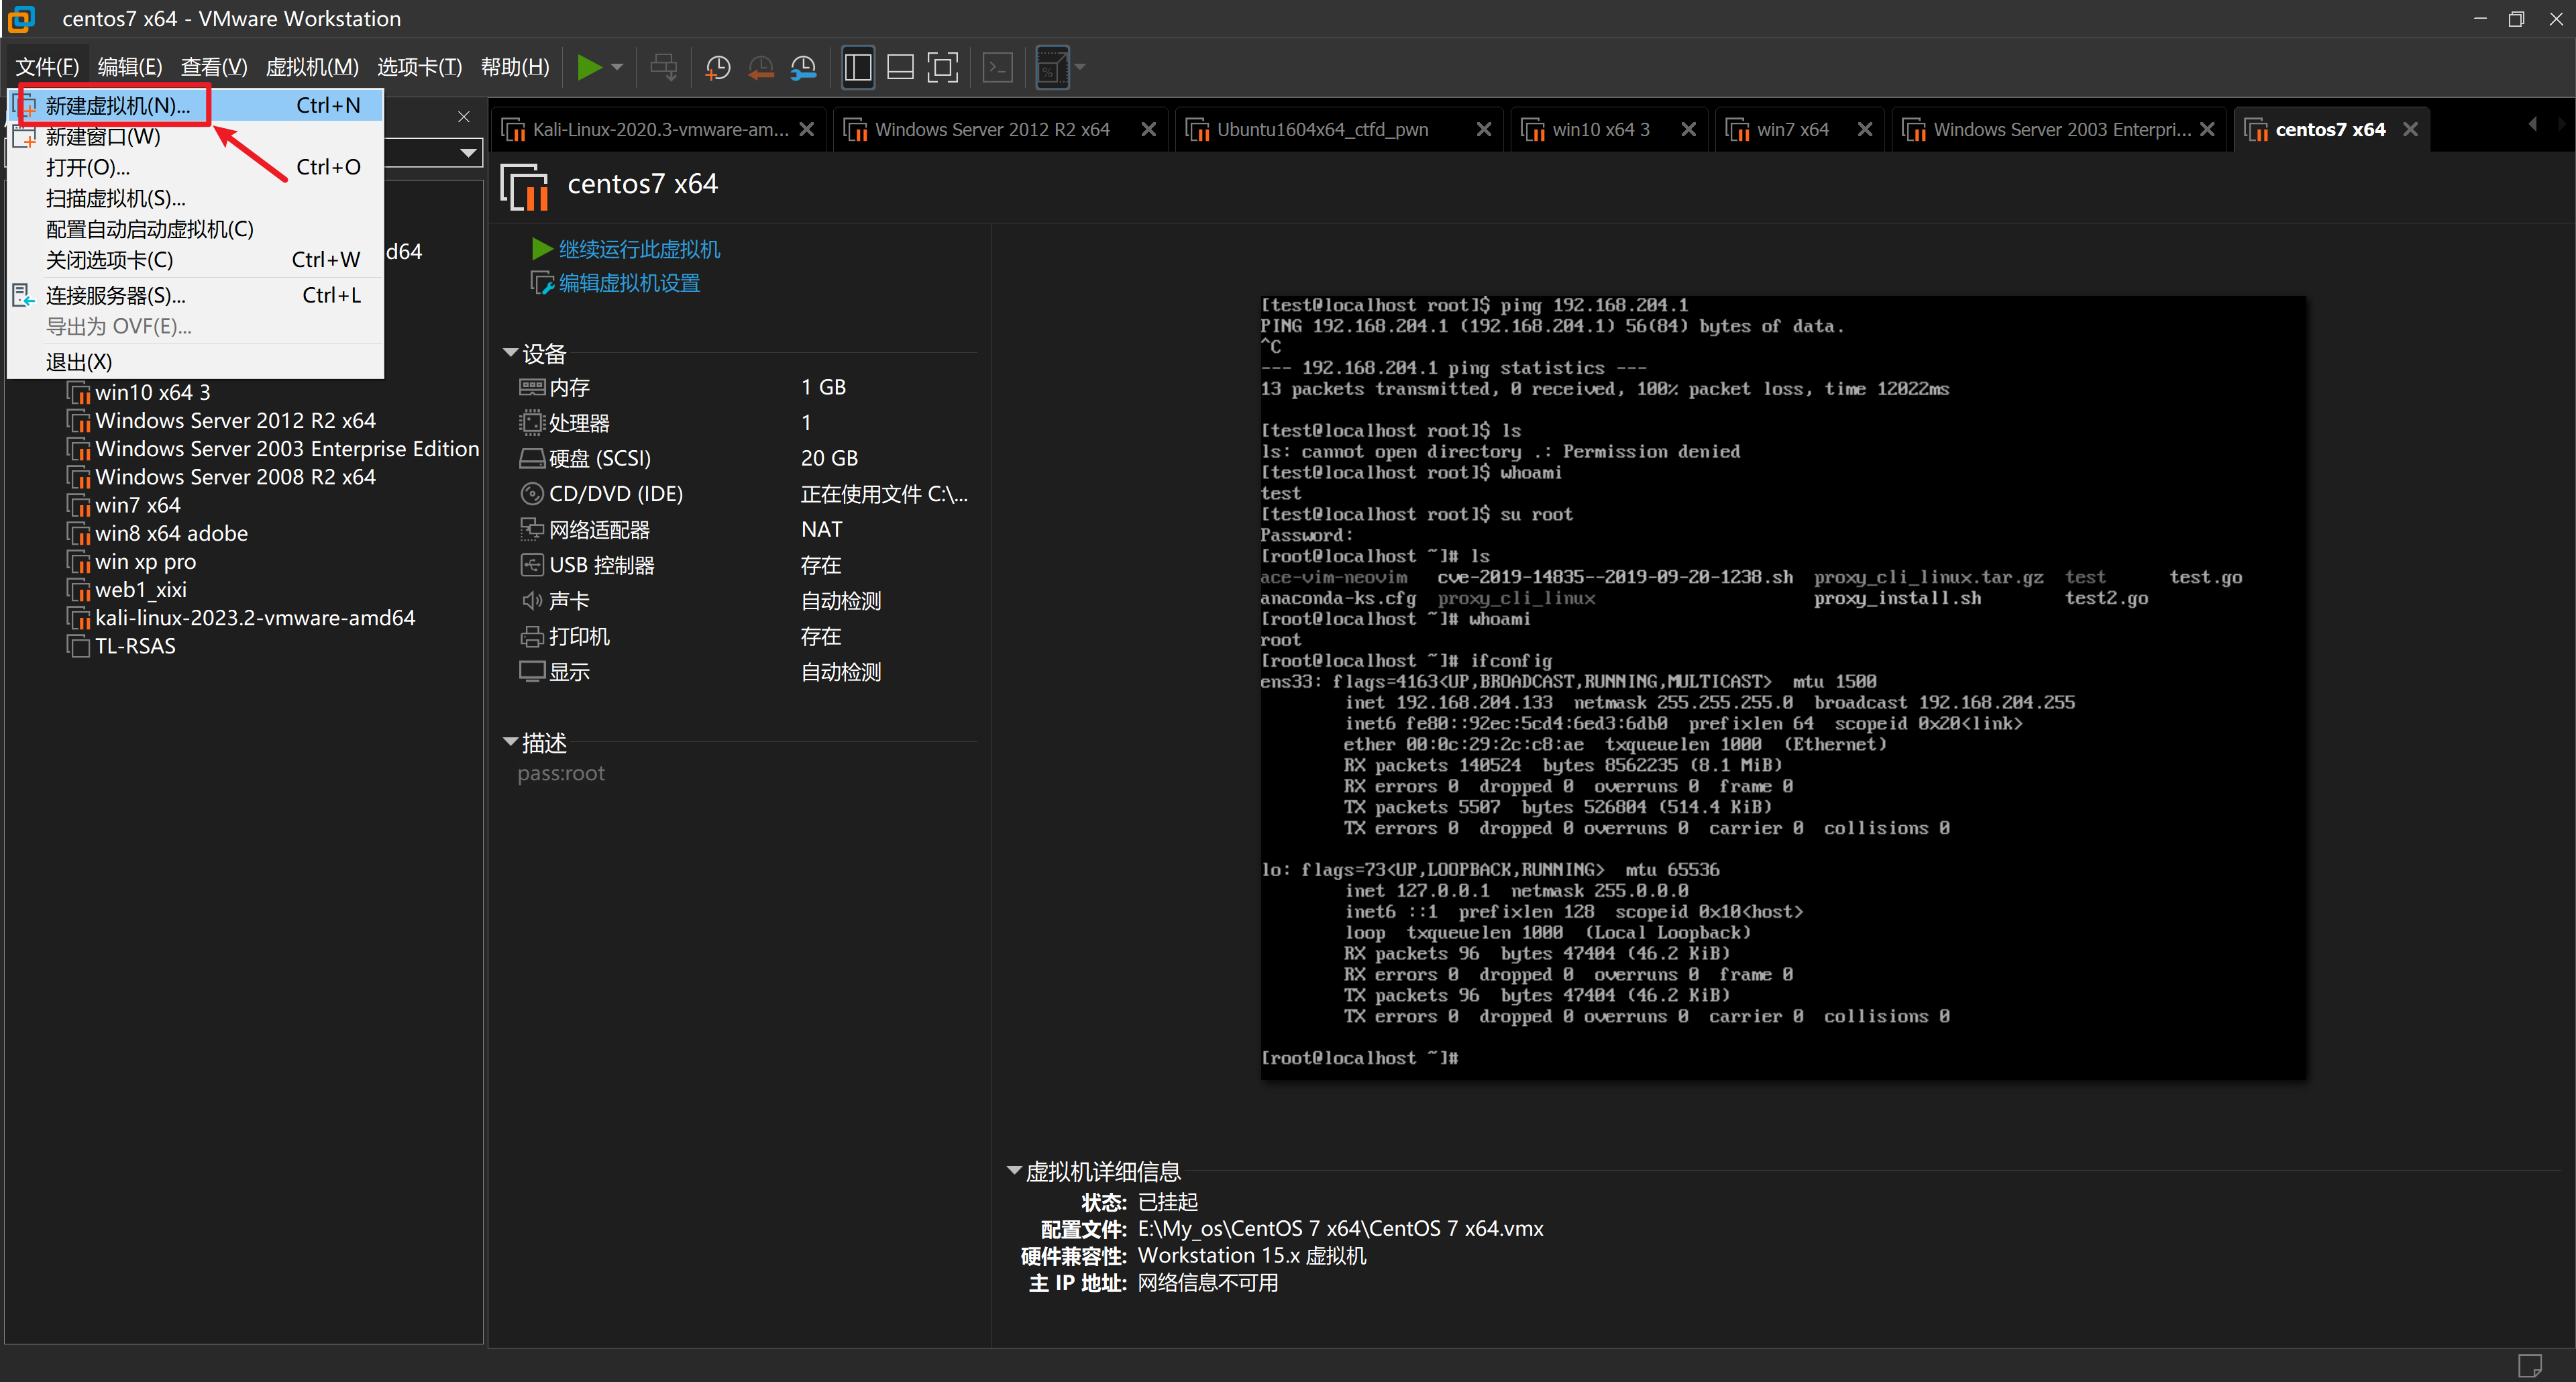 centos7 x64 - VMware Workstation
文件(F) 编辑(E) 查看(V) 虚拟机(M) 选项卡(T) 帮助(H)
新建虚拟机(N)... Ctrl+N
新建窗口(W)
打开(O)... Ctrl+O
扫描虚拟机(S)...
配置自动启动虚拟机(C)
关闭选项卡(C) Ctrl+W
连接服务器(S)... Ctrl+L
导出为 OVF(E)...
退出(X)
d64
win10 x64 3
Windows Server 2012 R2 x64
Windows Server 2003 Enterprise Edition
Windows Server 2008 R2 x64
win7 x64
win8 x64 adobe
win xp pro
web1_xixi
kali-linux-2023.2-vmware-amd64
TL-RSAS
Kali-Linux-2020.3-vmware-am... Windows Server 2012 R2 x64 Ubuntu1604x64_ctfd_pwn win10 x64 3 win7 x64 Windows Server 2003 Enterpri... centos7 x64
centos7 x64
继续运行此虚拟机
编辑虚拟机设置
设备
内存 1 GB
处理器 1
硬盘 (SCSI) 20 GB
CD/DVD (IDE) 正在使用文件 C:\...
网络适配器 NAT
USB 控制器 存在
声卡 自动检测
打印机 存在
显示 自动检测
描述
pass:root
[test@localhost root]$ ping 192.168.204.1
PING 192.168.204.1 (192.168.204.1) 56(84) bytes of data.
^C
--- 192.168.204.1 ping statistics ---
13 packets transmitted, 0 received, 100% packet loss, time 12022ms
[test@localhost root]$ ls
ls: cannot open directory .: Permission denied
[test@localhost root]$ whoami
test
[test@localhost root]$ su root
Password:
[root@localhost ~]# ls
ace-vim-neovim cve-2019-14835--2019-09-20-1238.sh proxy_cli_linux.tar.gz test test.go
anaconda-ks.cfg proxy_cli_linux proxy_install.sh test2.go
[root@localhost ~]# whoami
root
[root@localhost ~]# ifconfig
ens33: flags=4163<UP,BROADCAST,RUNNING,MULTICAST> mtu 1500
inet 192.168.204.133 netmask 255.255.255.0 broadcast 192.168.204.255
inet6 fe80::92ec:5cd4:6ed3:6db0 prefixlen 64 scopeid 0x20<link>
ether 00:0c:29:2c:c8:ae txqueuelen 1000 (Ethernet)
RX packets 140524 bytes 8562235 (8.1 MiB)
RX errors 0 dropped 0 overruns 0 frame 0
TX packets 5507 bytes 526804 (514.4 KiB)
TX errors 0 dropped 0 overruns 0 carrier 0 collisions 0
lo: flags=73<UP,LOOPBACK,RUNNING> mtu 65536
inet 127.0.0.1 netmask 255.0.0.0
inet6 ::1 prefixlen 128 scopeid 0x10<host>
loop txqueuelen 1000 (Local Loopback)
RX packets 96 bytes 47404 (46.2 KiB)
RX errors 0 dropped 0 overruns 0 frame 0
TX packets 96 bytes 47404 (46.2 KiB)
TX errors 0 dropped 0 overruns 0 carrier 0 collisions 0
[root@localhost ~]#
虚拟机详细信息
状态: 已挂起
配置文件: E:\My_os\CentOS 7 x64\CentOS 7 x64.vmx
硬件兼容性: Workstation 15.x 虚拟机
主 IP 地址: 网络信息不可用